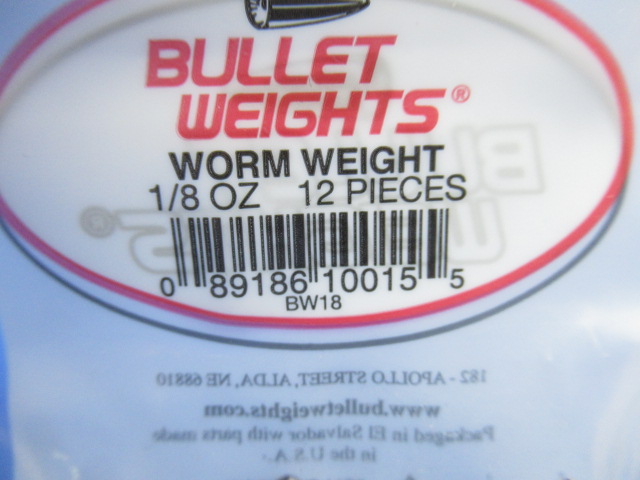 BULLET
WEIGHTS®
WORM WEIGHT
1/8 OZ 12 PIECES
0 89186 10015 5
BW18
182 - APOLLO STREET, ALDA, NE 68810
www.bulletweights.com
Packaged in El Salvador with parts made
in the U.S.A.